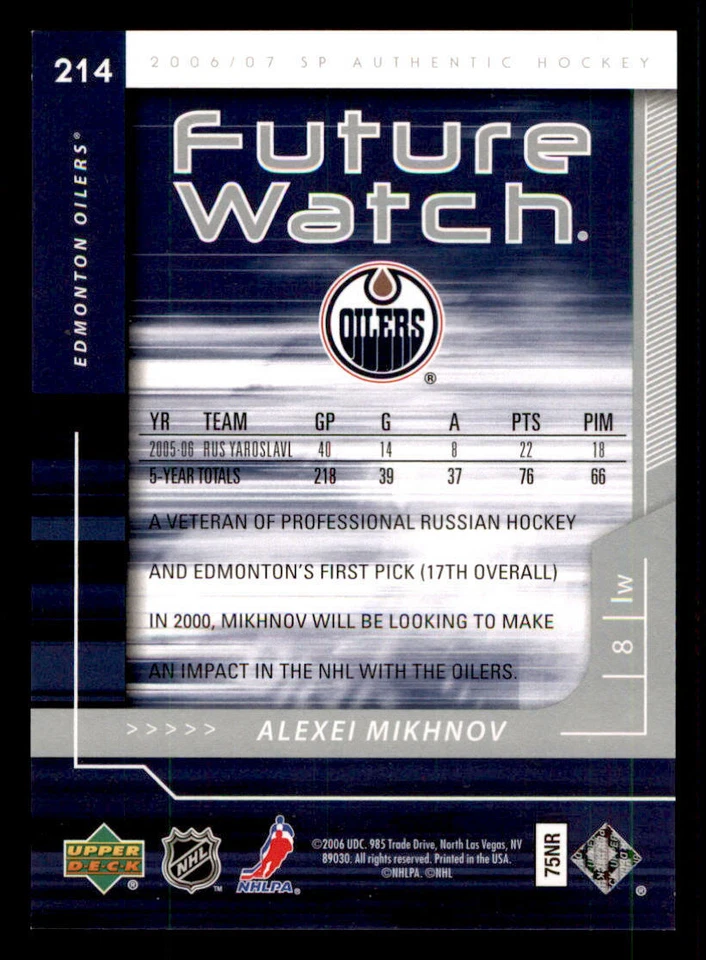 214
2006/07 SP AUTHENTIC HOCKEY
EDMONTON OILERS®
Future
Watch.
OILERS
®
YR TEAM GP G A PTS PIM
2005-06 RUS YAROSLAVL 40 14 8 22 18
5-YEAR TOTALS 218 39 37 76 66
A VETERAN OF PROFESSIONAL RUSSIAN HOCKEY
AND EDMONTON'S FIRST PICK (17TH OVERALL)
IN 2000, MIKHNOV WILL BE LOOKING TO MAKE
AN IMPACT IN THE NHL WITH THE OILERS.
8 lw
>>>>> ALEXEI MIKHNOV
UPPER
DECK
®
NHL
™
NHLPA®
©2006 UDC. 985 Trade Drive, North Las Vegas, NV
89030. All rights reserved. Printed in the USA.
©NHLPA. ©NHL
75NR
®